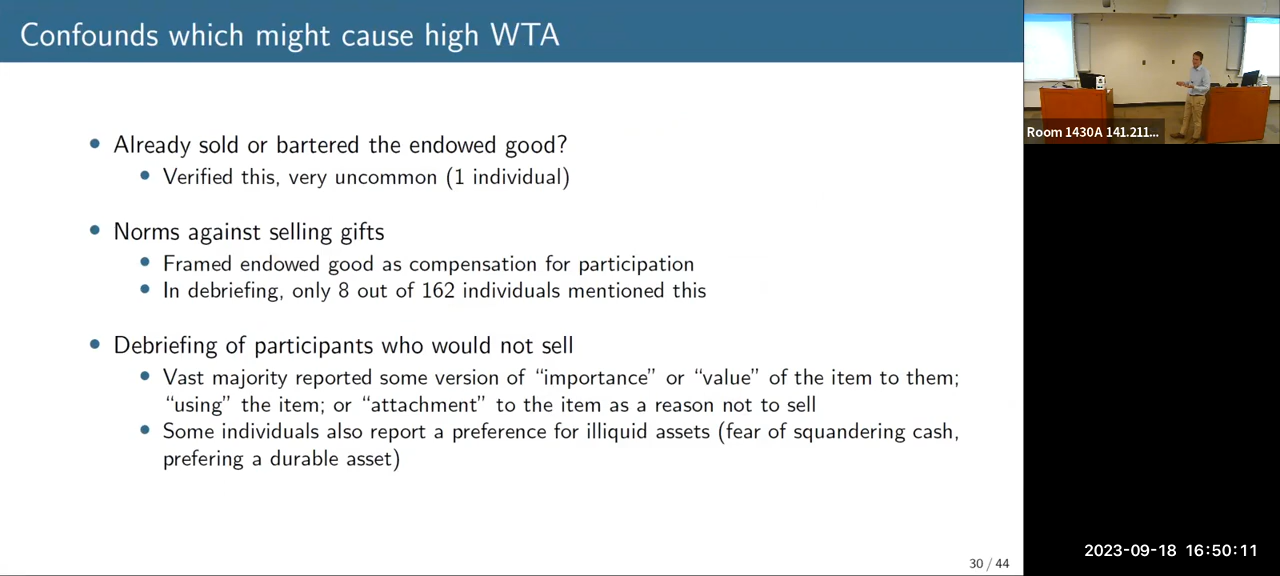 Confounds which might cause high WTA
Already sold or bartered the endowed good?
Verified this, very uncommon (1 individual)
Norms against selling gifts
Framed endowed good as compensation for participation
In debriefing, only 8 out of 162 individuals mentioned this
Debriefing of participants who would not sell
Vast majority reported some version of “importance” or “value” of the item to them;
“using” the item; or “attachment” to the item as a reason not to sell
Some individuals also report a preference for illiquid assets (fear of squandering cash,
prefering a durable asset)
30 / 44
Room 1430A 141.211...
2023-09-18 16:50:11